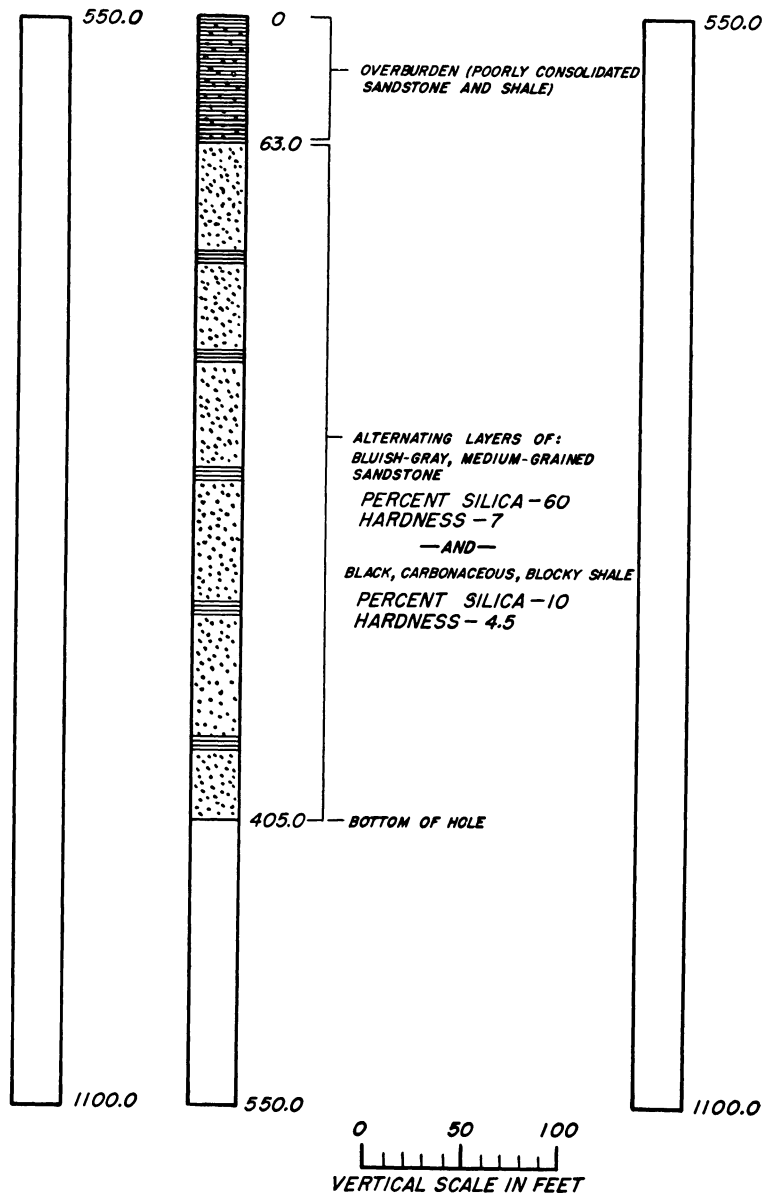 550.0
0
550.0
OVERBURDEN (POORLY CONSOLIDATED
SANDSTONE AND SHALE)
63.0
ALTERNATING LAYERS OF:
BLUISH-GRAY, MEDIUM-GRAINED
SANDSTONE
PERCENT SILICA-60
HARDNESS-7
—AND—
BLACK, CARBONACEOUS, BLOCKY SHALE
PERCENT SILICA-10
HARDNESS-4.5
405.0
BOTTOM OF HOLE
1100.0
550.0
1100.0
0 50 100
VERTICAL SCALE IN FEET